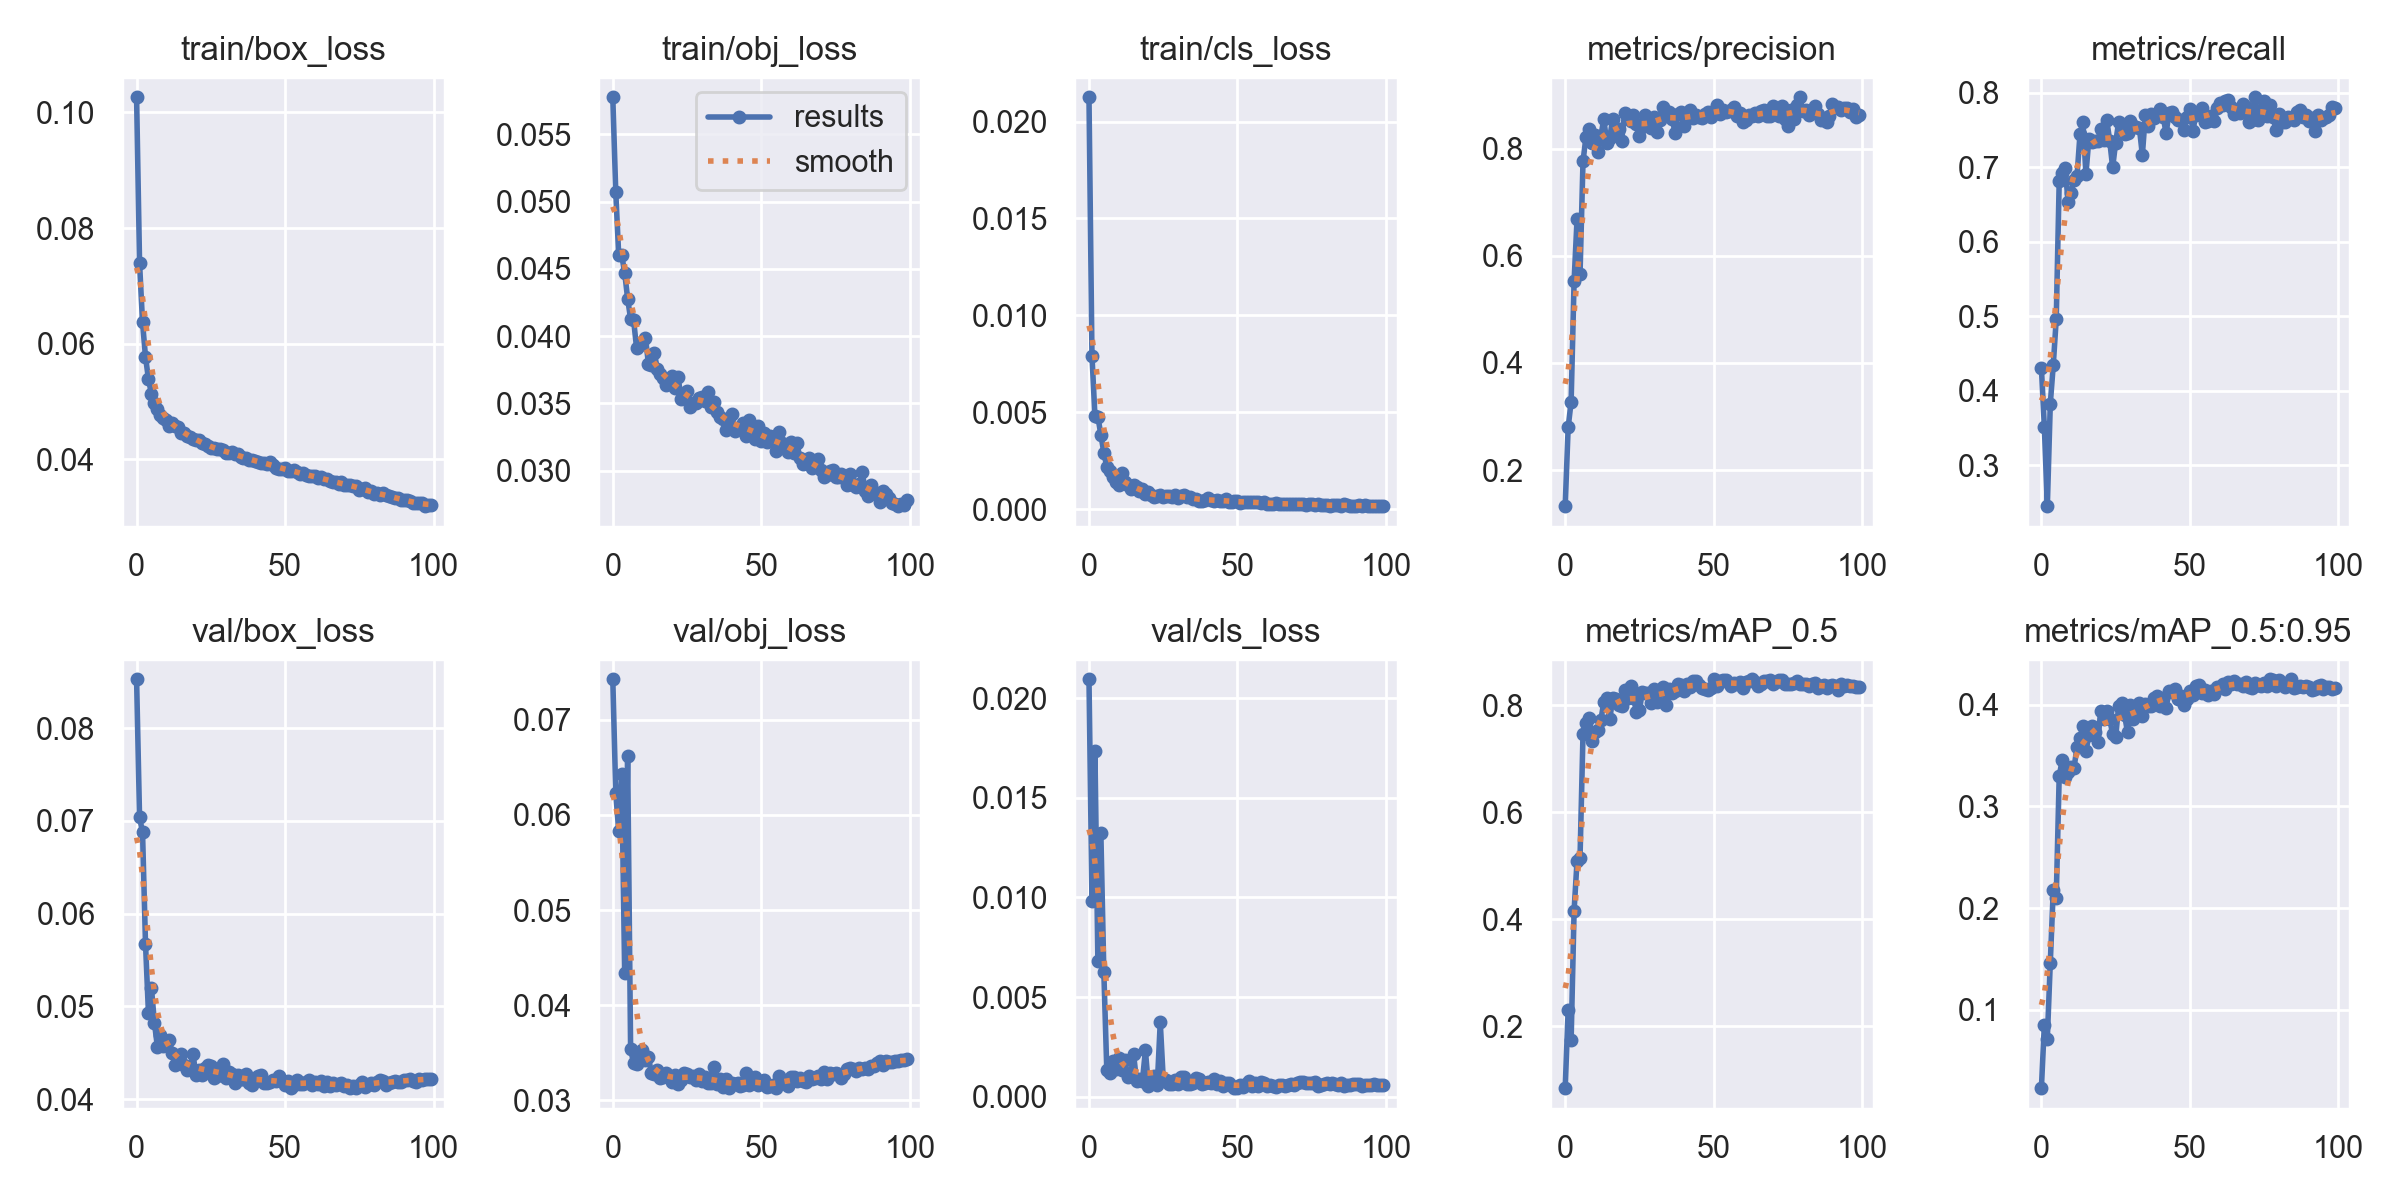 train/box_loss
0.10
0.08
0.06
0.04
0 50 100
train/obj_loss
results
smooth
0.055
0.050
0.045
0.040
0.035
0.030
0 50 100
train/cls_loss
0.020
0.015
0.010
0.005
0.000
0 50 100
metrics/precision
0.8
0.6
0.4
0.2
0 50 100
metrics/recall
0.8
0.7
0.6
0.5
0.4
0.3
0 50 100
val/box_loss
0.08
0.07
0.06
0.05
0.04
0 50 100
val/obj_loss
0.07
0.06
0.05
0.04
0.03
0 50 100
val/cls_loss
0.020
0.015
0.010
0.005
0.000
0 50 100
metrics/mAP_0.5
0.8
0.6
0.4
0.2
0 50 100
metrics/mAP_0.5:0.95
0.4
0.3
0.2
0.1
0 50 100